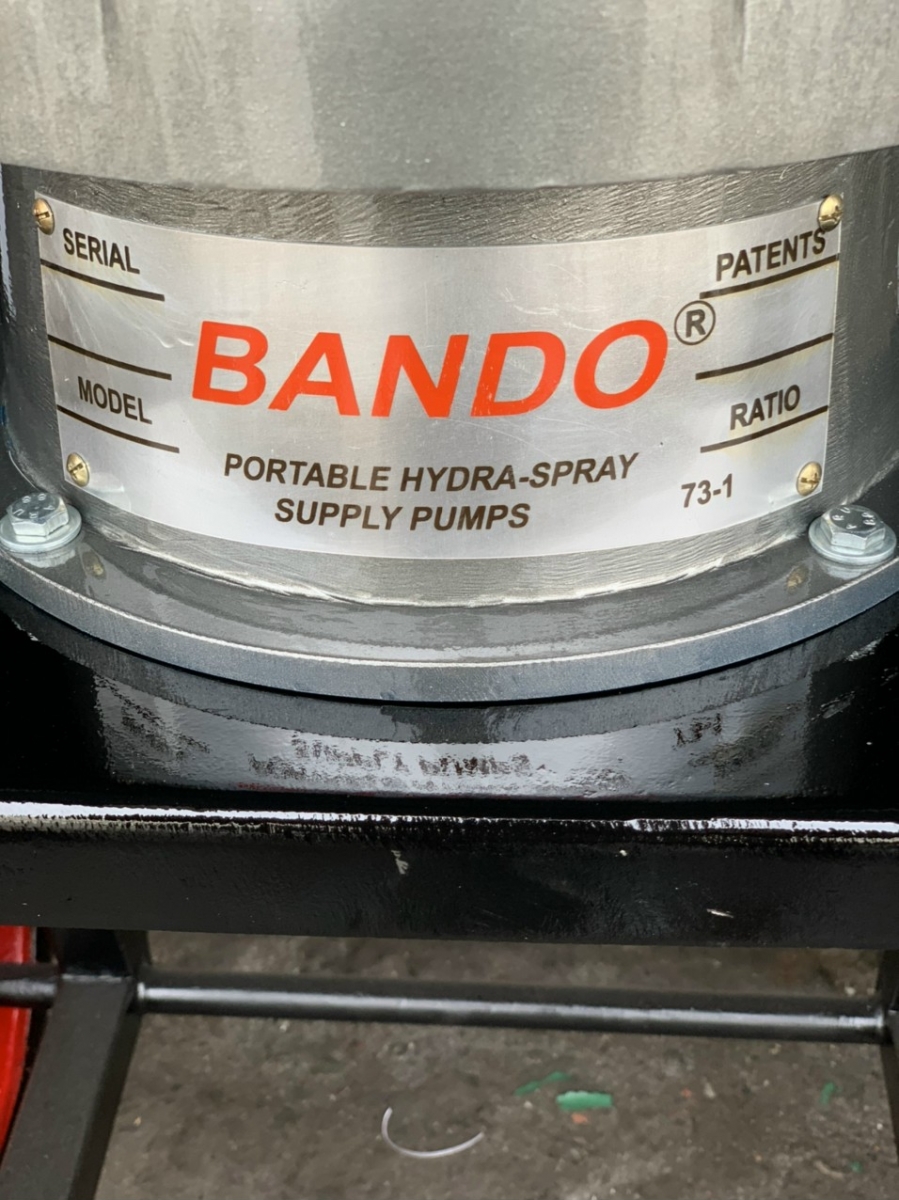 SERIAL
PATENTS
BANDO®
MODEL
RATIO
PORTABLE HYDRA-SPRAY
73-1
SUPPLY PUMPS